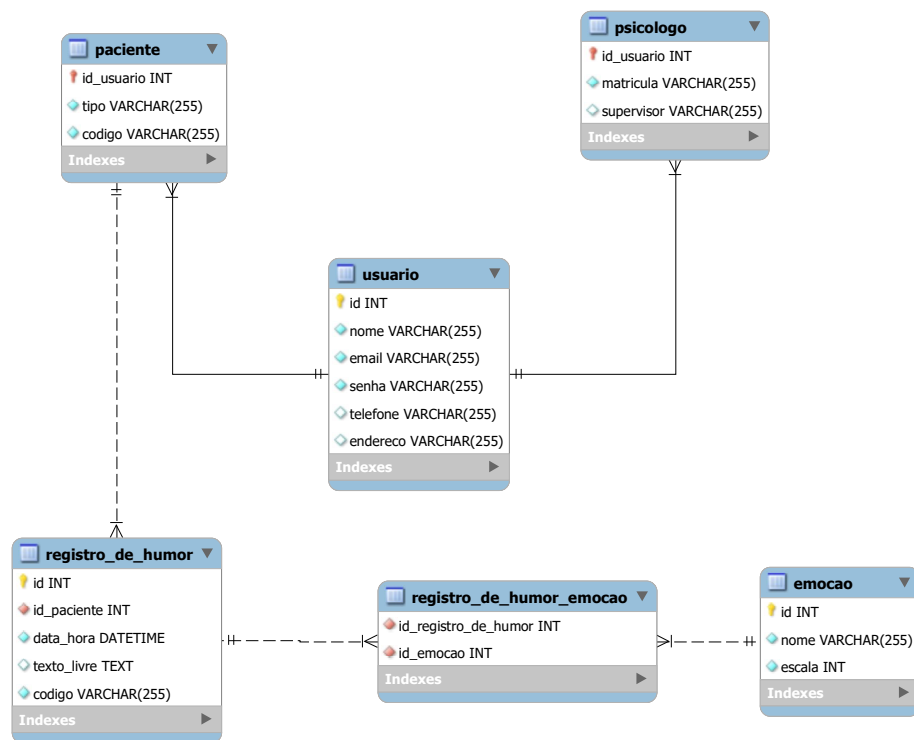 paciente
id_usuario INT
tipo VARCHAR(255)
codigo VARCHAR(255)
Indexes
psicologo
id_usuario INT
matricula VARCHAR(255)
supervisor VARCHAR(255)
Indexes
usuario
id INT
nome VARCHAR(255)
email VARCHAR(255)
senha VARCHAR(255)
telefone VARCHAR(255)
endereco VARCHAR(255)
Indexes
registro_de_humor
id INT
id_paciente INT
data_hora DATETIME
texto_livre TEXT
codigo VARCHAR(255)
Indexes
registro_de_humor_emocao
id_registro_de_humor INT
id_emocao INT
Indexes
emocao
id INT
nome VARCHAR(255)
escala INT
Indexes